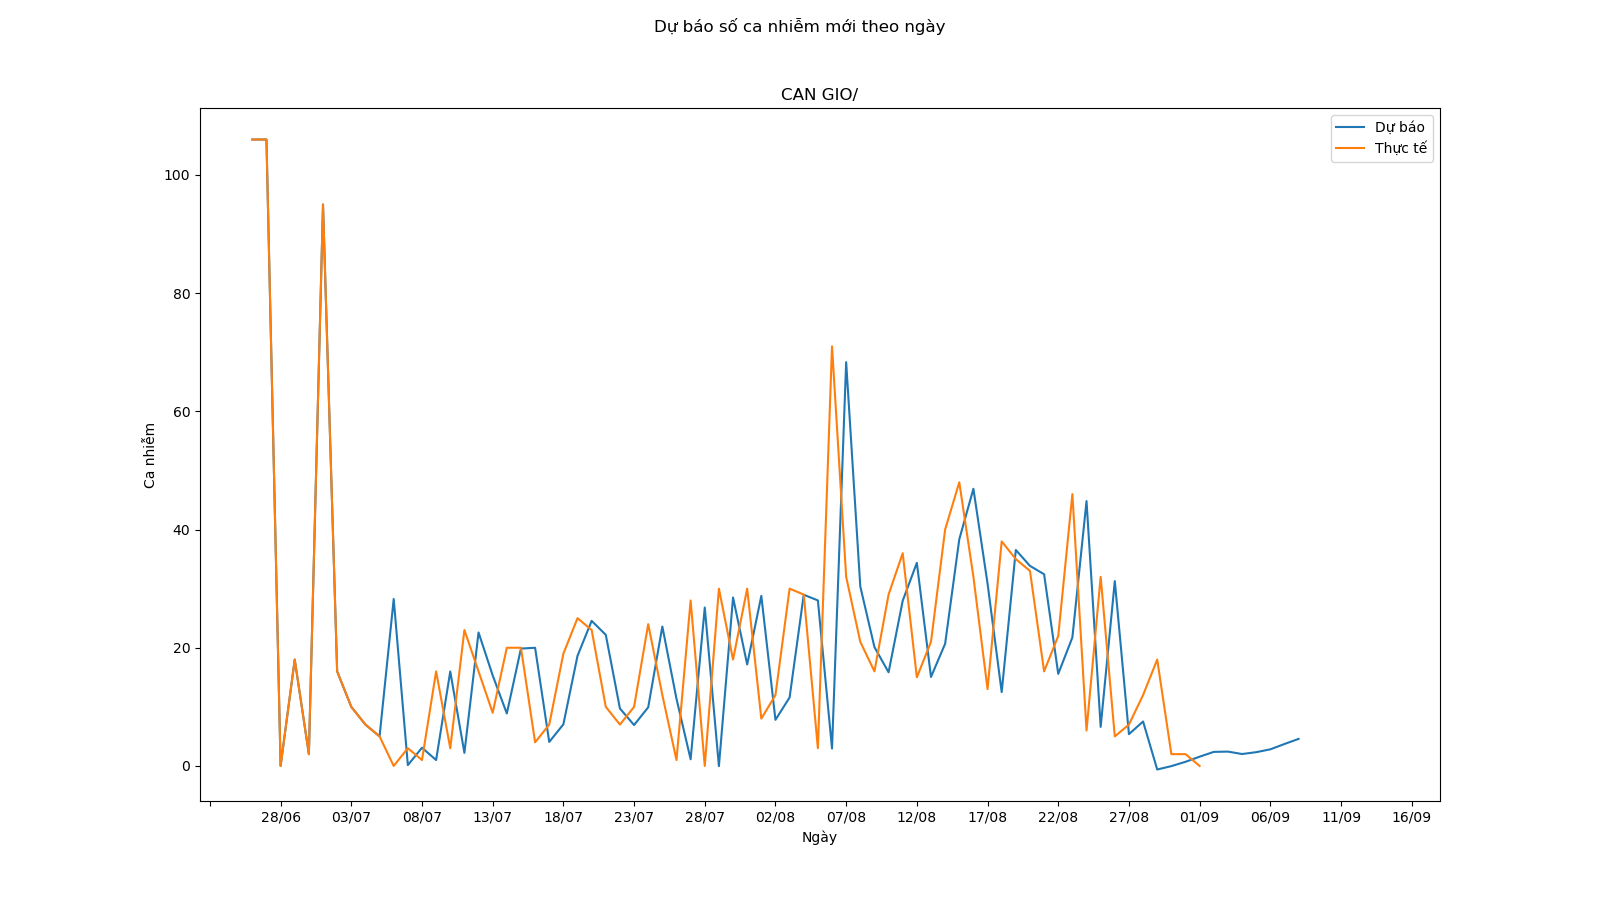 Dự báo số ca nhiễm mới theo ngày
CAN GIO/
Dự báo
Thực tế
100
80
60
40
20
0
Ca nhiễm
28/06 03/07 08/07 13/07 18/07 23/07 28/07 02/08 07/08 12/08 17/08 22/08 27/08 01/09 06/09 11/09 16/09
Ngày